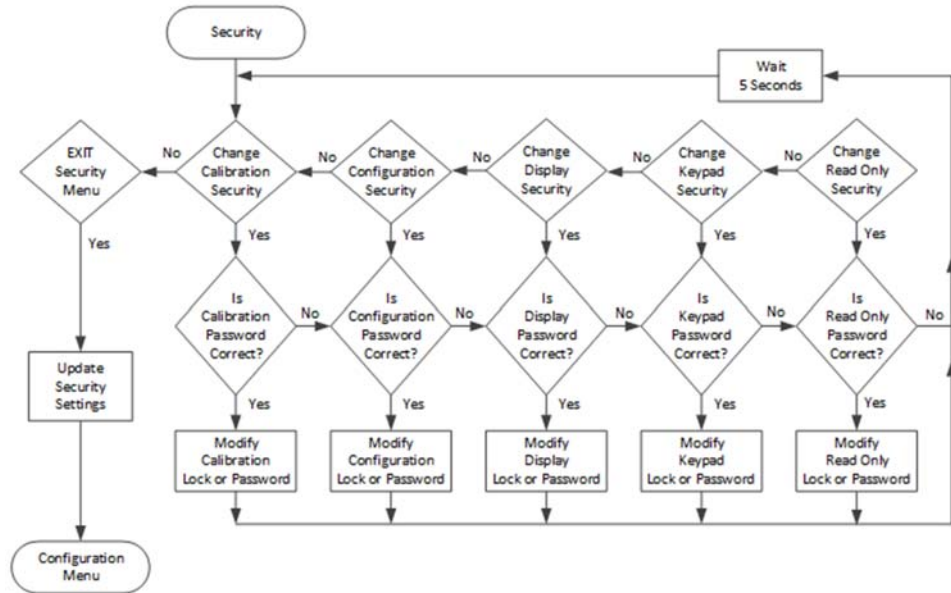 Security
Wait
5 Seconds
EXIT
Security
Menu
No
Change
Calibration
Security
No
Change
Configuration
Security
No
Change
Display
Security
No
Change
Keypad
Security
No
Change
Read Only
Security
Yes
Yes
Yes
Yes
Yes
Yes
Is
Calibration
Password
Correct?
No
Is
Configuration
Password
Correct?
No
Is
Display
Password
Correct?
No
Is
Keypad
Password
Correct?
No
Is
Read Only
Password
Correct?
No
Update
Security
Settings
Yes
Yes
Yes
Yes
Yes
Modify
Calibration
Lock or Password
Modify
Configuration
Lock or Password
Modify
Display
Lock or Password
Modify
Keypad
Lock or Password
Modify
Read Only
Lock or Password
Configuration
Menu